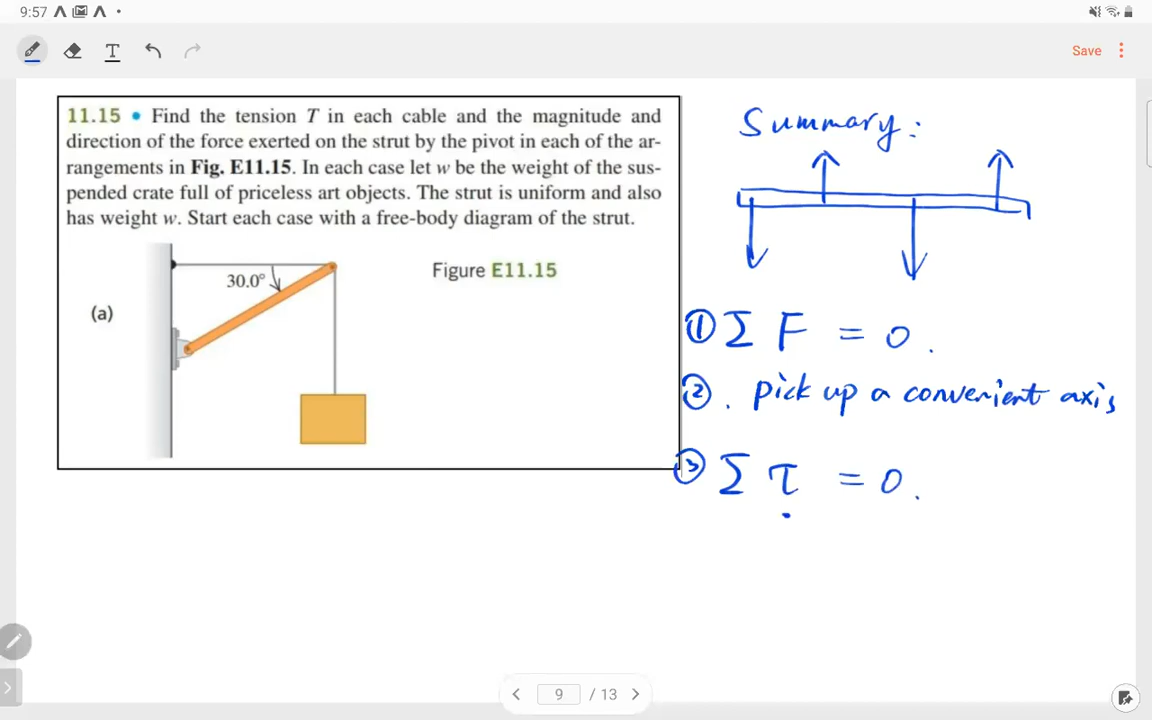 9:57
Save
11.15 • Find the tension T in each cable and the magnitude and
direction of the force exerted on the strut by the pivot in each of the ar-
rangements in Fig. E11.15. In each case let w be the weight of the sus-
pended crate full of priceless art objects. The strut is uniform and also
has weight w. Start each case with a free-body diagram of the strut.
Figure E11.15
30.0°
(a)
Summary:
① Σ F = 0.
②. pick up a convenient axis
③ Σ τ = 0.
9 / 13